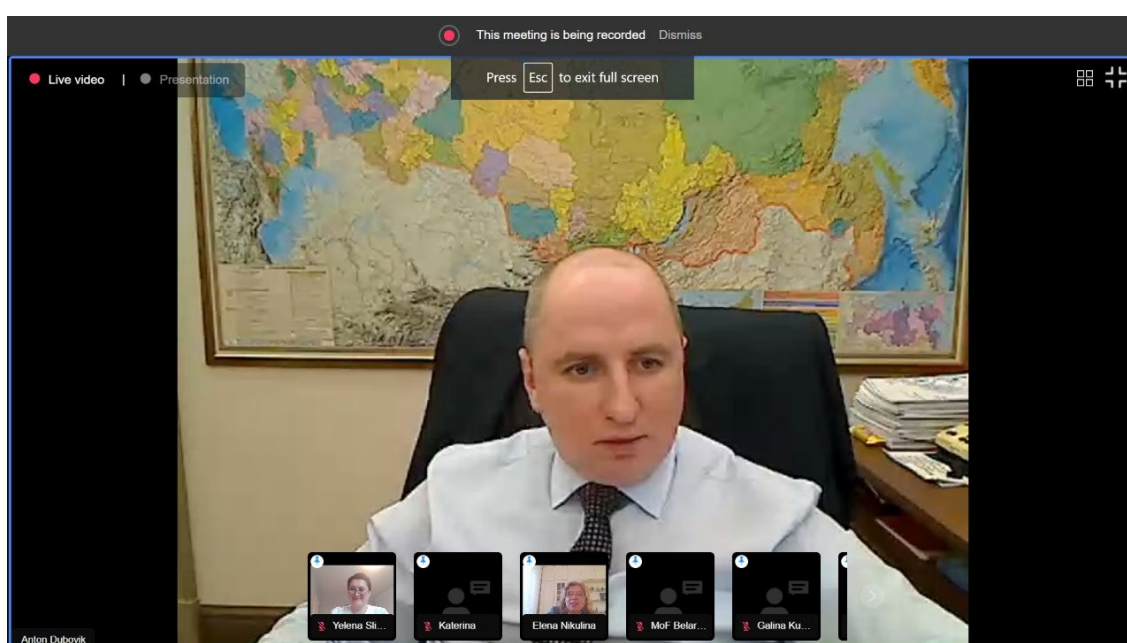 This meeting is being recorded Dismiss
Press Esc to exit full screen
Live video | Presentation
Yelena Sli...
Katerina
Elena Nikulina
MoF Belar...
Galina Ku...
Anton Dubovik